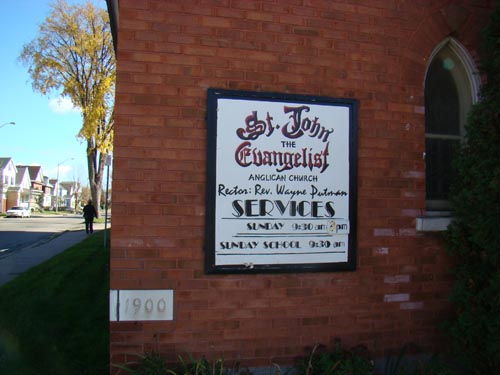 St. John
THE
Evangelist
ANGLICAN CHURCH
Rector: Rev. Wayne Putman
SERVICES
SUNDAY 9:30 am pm
SUNDAY SCHOOL 9:30 AM
1900